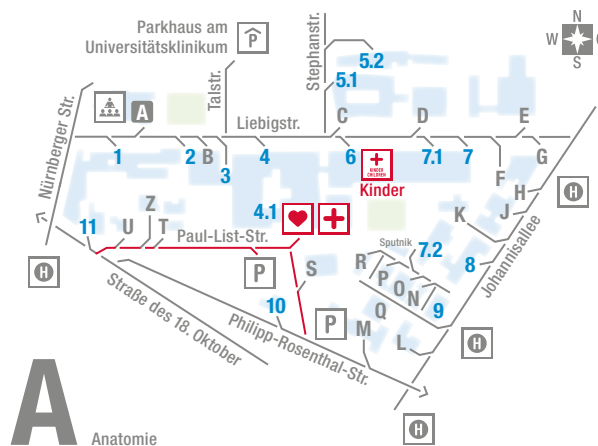 Parkhaus am
Universitätsklinikum
P
N
W
S
Stephanstr.
5.2
5.1
Talstr.
Nürnberger Str.
A
Liebigstr.
C
D
E
1
2
B
3
4
6
KINDER
CHILDREN
Kinder
7.1
7
F
G
H
H
J
K
Johannisallee
4.1
Z
11
U
T
Paul-List-Str.
Sputnik
7.2
8
H
P
S
R
P
O
N
9
Straße des 18. Oktober
10
Philipp-Rosenthal-Str.
P
Q
M
L
H
H
A
Anatomie